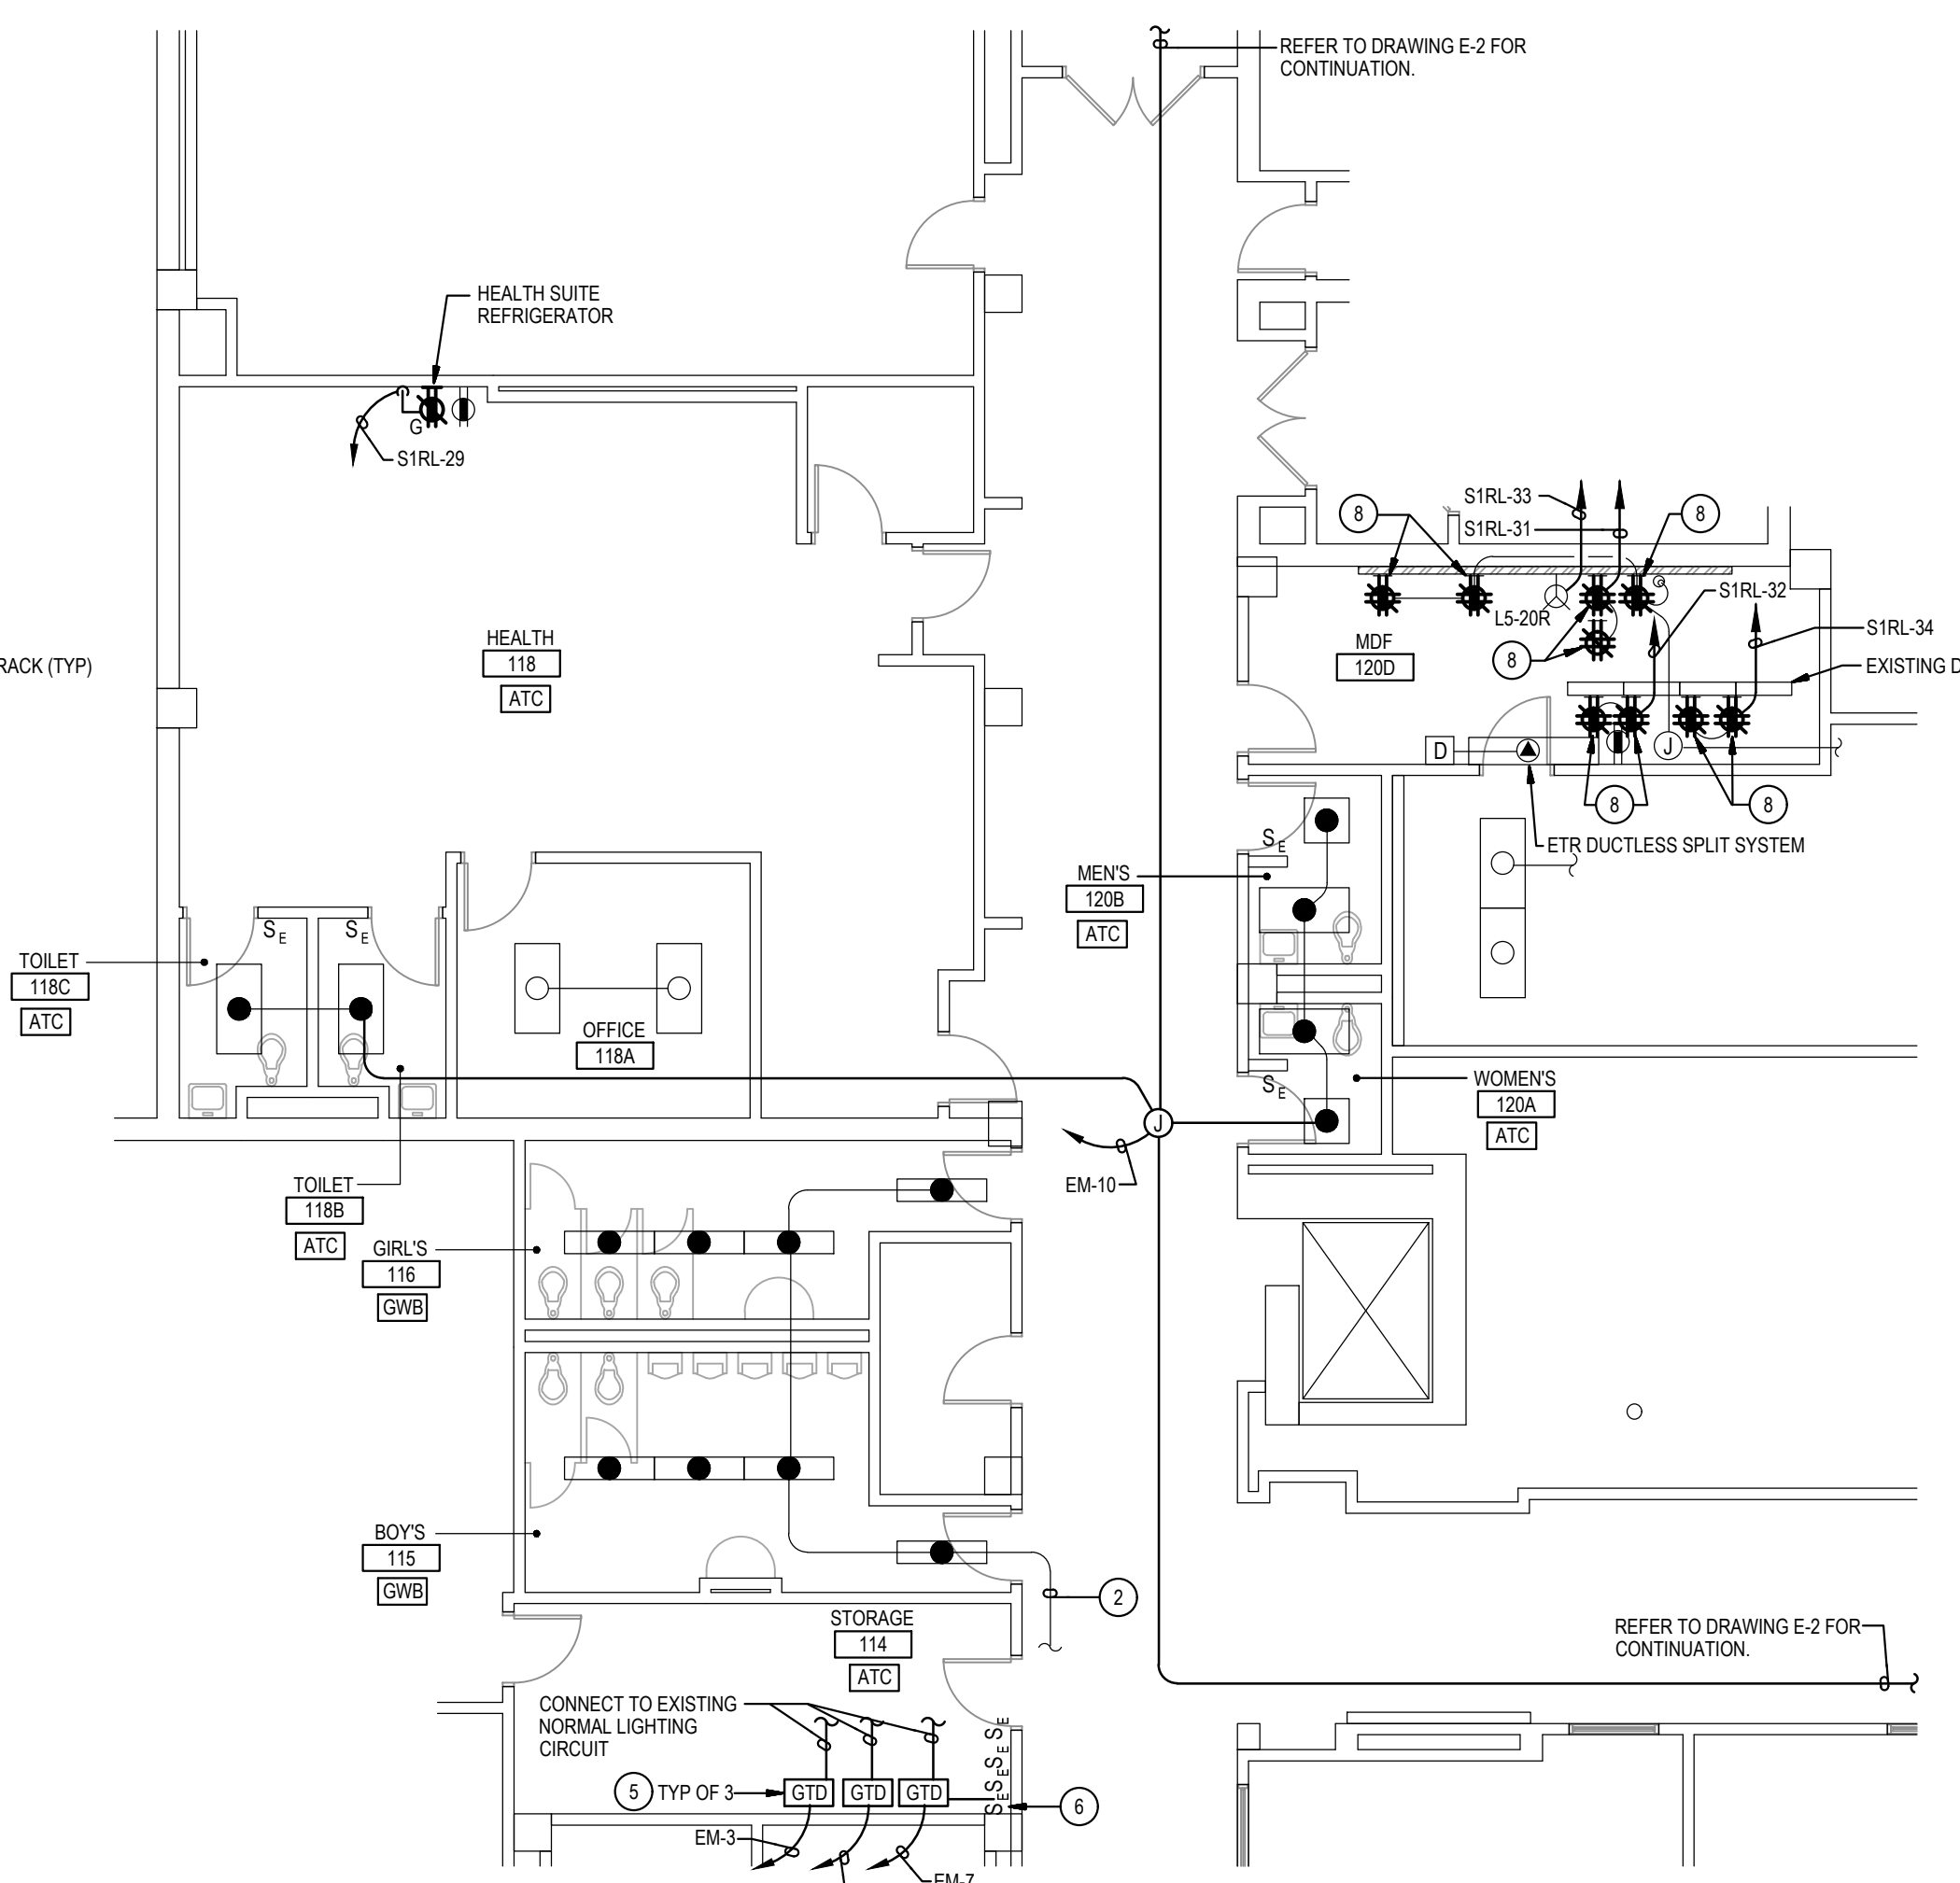 REFER TO DRAWING E-2 FOR
CONTINUATION.
HEALTH SUITE
REFRIGERATOR
G
S1RL-29
S1RL-33
S1RL-31
8
8
S1RL-32
L5-20R
S1RL-34
MDF
120D
8
EXISTING D
HEALTH
118
ATC
RACK (TYP)
D
J
8
8
ETR DUCTLESS SPLIT SYSTEM
S E
MEN'S
120B
ATC
S E
S E
TOILET
118C
ATC
OFFICE
118A
S E
WOMEN'S
120A
ATC
J
EM-10
TOILET
118B
ATC
GIRL'S
116
GWB
BOY'S
115
GWB
2
STORAGE
114
ATC
REFER TO DRAWING E-2 FOR
CONTINUATION.
CONNECT TO EXISTING
NORMAL LIGHTING
CIRCUIT
S E
S E
S E
S E
5 TYP OF 3
GTD
GTD
GTD
6
EM-3
EM-7